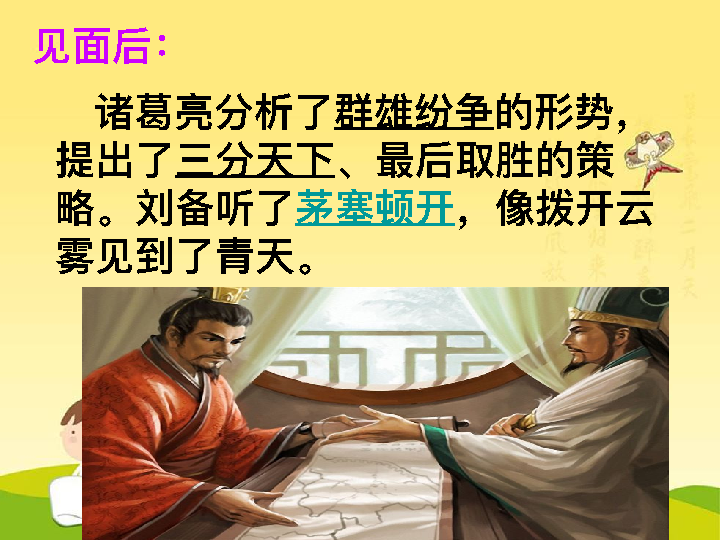 见面后：
诸葛亮分析了群雄纷争的形势，
提出了三分天下、最后取胜的策
略。刘备听了茅塞顿开，像拨开云
雾见到了青天。